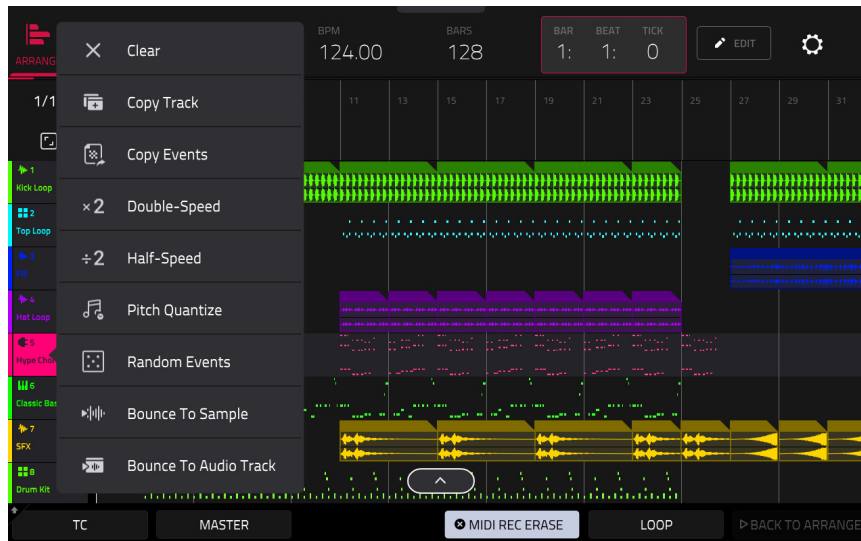 BPM
BARS
BAR BEAT TICK
124.00
128
1: 1: 0
EDIT
ARRANG
1/1
11 13 15 17 19 21 23 25 27 29 31
Clear
Copy Track
Copy Events
×2 Double-Speed
÷2 Half-Speed
Pitch Quantize
Random Events
Bounce To Sample
Bounce To Audio Track
1
Kick Loop
2
Top Loop
3
Fill
4
Hat Loop
5
Hype Chor
6
Classic Bas
7
SFX
8
Drum Kit
TC
MASTER
MIDI REC ERASE
LOOP
BACK TO ARRANGE